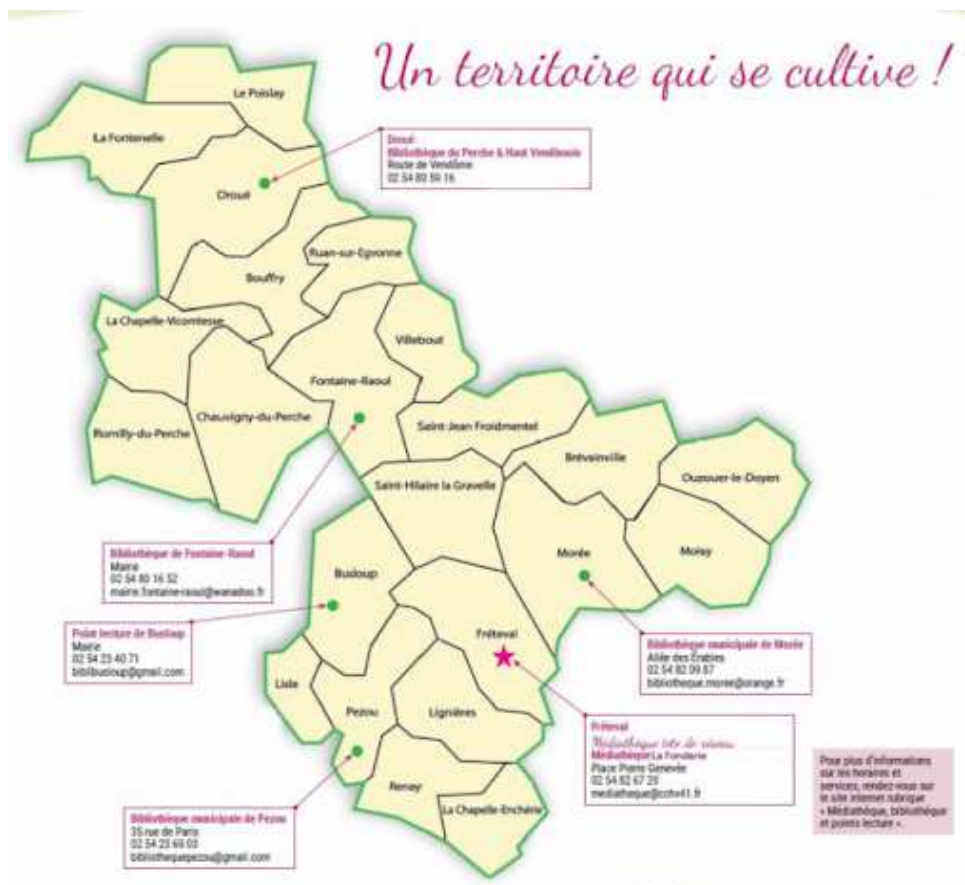 Un territoire qui se cultive !
Le Poislay
La Fontenelle
Droué
Bibliothèque du Perche & Haut Vendômois
Route de Vendôme
02 54 80 59 16
Droué
Ruan-sur-Egvonne
Bouffry
La Chapelle-Vicomtesse
Villebout
Fontaine-Raoul
Chauvigny-du-Perche
Romilly-du-Perche
Saint Jean Froidmentel
Brévainville
Ouzouer-le-Doyen
Saint-Hilaire la Gravelle
Moisy
Morée
Bibliothèque de Fontaine-Raoul
Mairie
02 54 80 16 52
mairie.fontaine-raoul@wanadoo.fr
Busloup
Point lecture de Busloup
Mairie
02 54 23 40 71
biblibusloup@gmail.com
Fréteval
Bibliothèque municipale de Morée
Allée des Érables
02 54 82 09 87
bibliotheque.moree@orange.fr
Lisle
Pezou
Lignières
Fréteval
Médiathèque tête de réseau
Médiathèque La Fonderie
Place Pierre Genevée
02 54 82 67 20
mediatheque@cchv41.fr
Pour plus d'informations
sur les horaires et
services, rendez-vous sur
le site internet rubrique
« Médiathèque, bibliothèque
et points lecture ».
Renay
La Chapelle-Enchérie
Bibliothèque municipale de Pezou
35 rue de Paris
02 54 23 69 03
bibliothequepezou@gmail.com